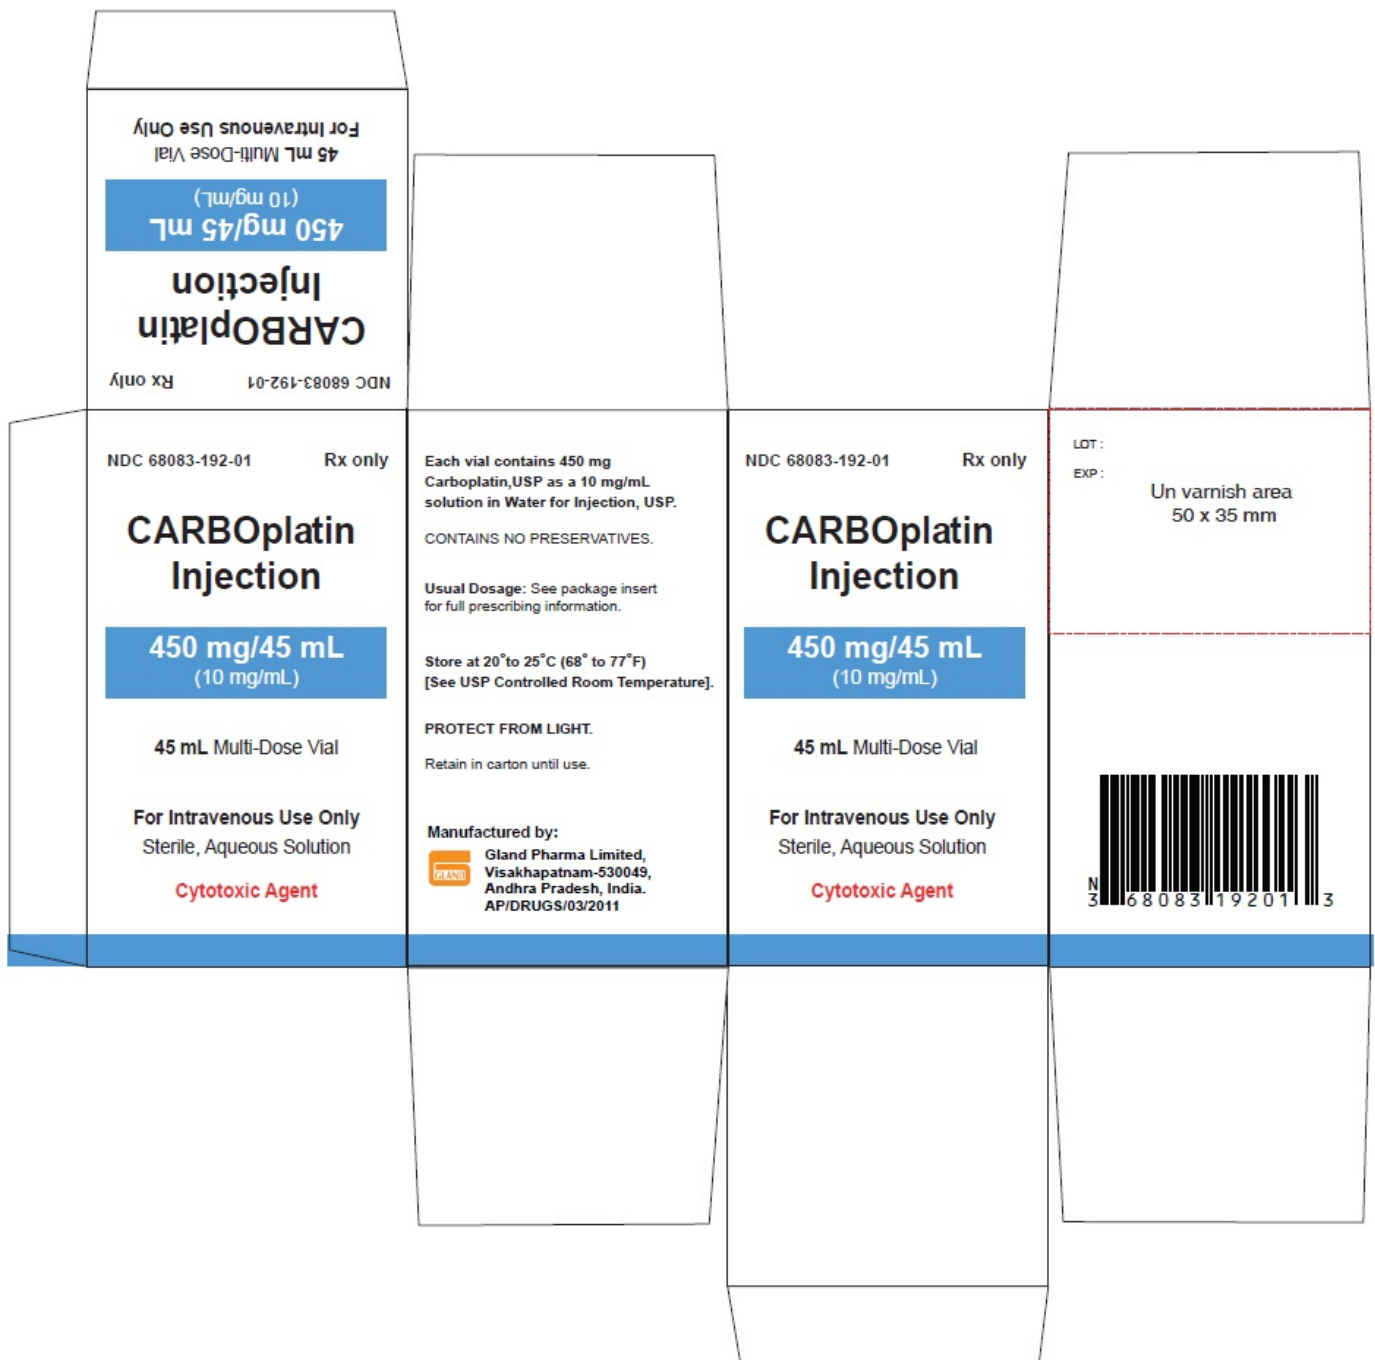 For Intravenous Use Only
45 mL Multi-Dose Vial
(10 mg/mL)
450 mg/45 mL
Injection
CARBOplatin
NDC 68083-192-01 Rx only
NDC 68083-192-01 Rx only
CARBOplatin
Injection
450 mg/45 mL
(10 mg/mL)
45 mL Multi-Dose Vial
For Intravenous Use Only
Sterile, Aqueous Solution
Cytotoxic Agent
Each vial contains 450 mg
Carboplatin,USP as a 10 mg/mL
solution in Water for Injection, USP.
CONTAINS NO PRESERVATIVES.
Usual Dosage: See package insert
for full prescribing information.
Store at 20°to 25°C (68° to 77°F)
[See USP Controlled Room Temperature].
PROTECT FROM LIGHT.
Retain in carton until use.
Manufactured by:
GLAND
Gland Pharma Limited,
Visakhapatnam-530049,
Andhra Pradesh, India.
AP/DRUGS/03/2011
NDC 68083-192-01 Rx only
CARBOplatin
Injection
450 mg/45 mL
(10 mg/mL)
45 mL Multi-Dose Vial
For Intravenous Use Only
Sterile, Aqueous Solution
Cytotoxic Agent
LOT :
EXP :
Un varnish area
50 x 35 mm
N
3 68083 19201 3